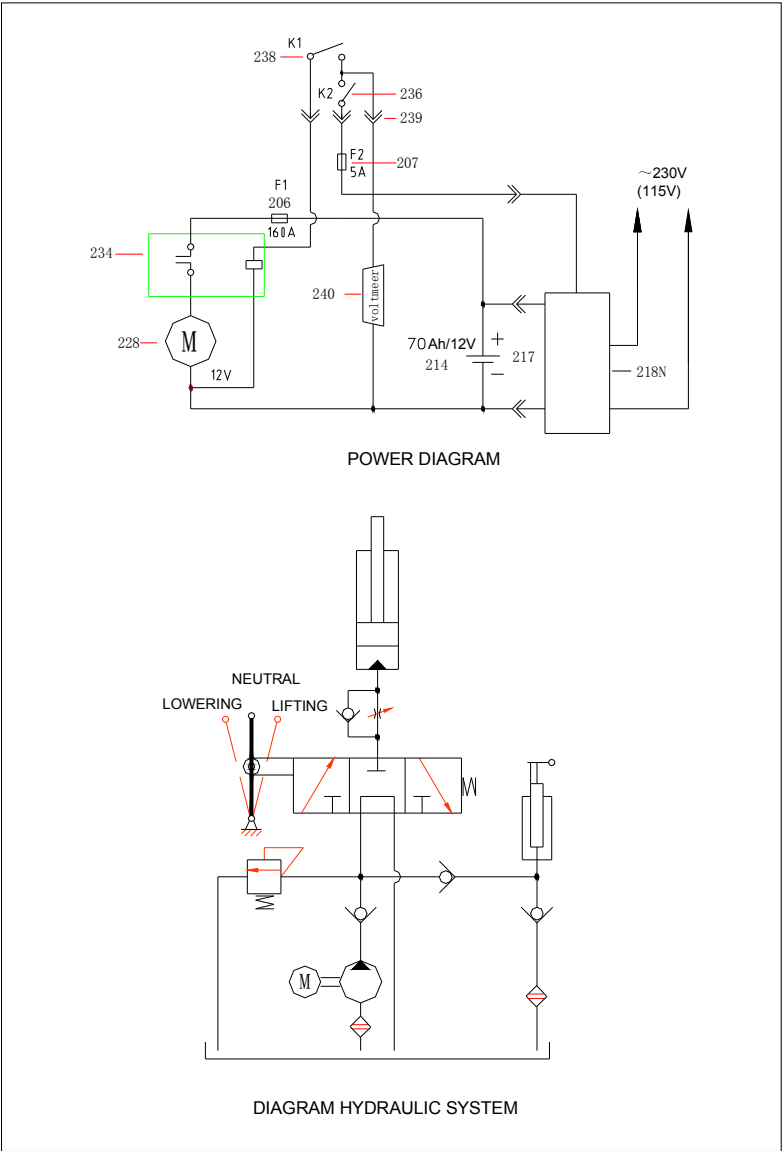 K1
238
K2
236
239
F2
5A
207
F1
206
160A
~230V
(115V)
234
240
voltmeer
70Ah/12V
214
+
−
217
218N
228
M
12V
POWER DIAGRAM
NEUTRAL
LOWERING
LIFTING
M
DIAGRAM HYDRAULIC SYSTEM